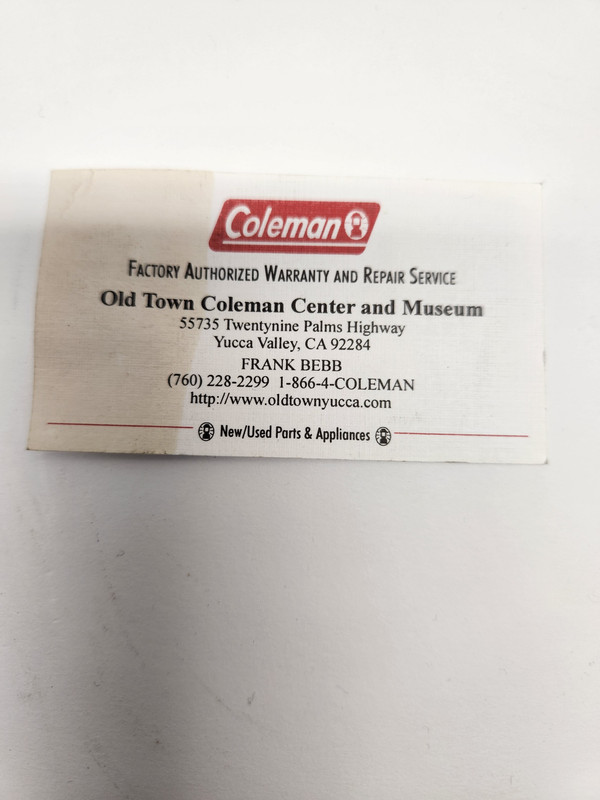 Coleman
FACTORY AUTHORIZED WARRANTY AND REPAIR SERVICE
Old Town Coleman Center and Museum
55735 Twentynine Palms Highway
Yucca Valley, CA 92284
FRANK BEBB
(760) 228-2299 1-866-4-COLEMAN
http://www.oldtownyucca.com
New/Used Parts & Appliances